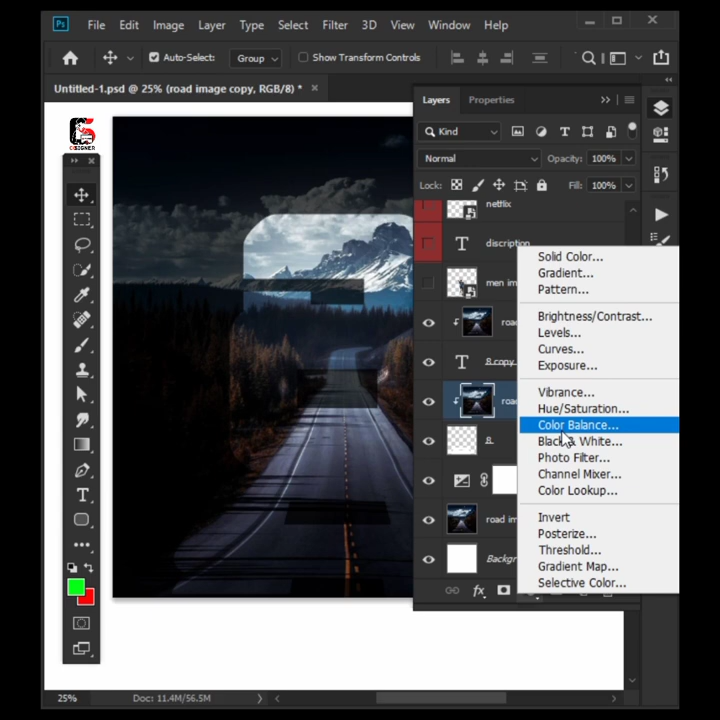 Ps File Edit Image Layer Type Select Filter 3D View Window Help
Auto-Select: Group Show Transform Controls
Untitled-1.psd @ 25% (road image copy, RGB/8) *
Layers Properties
Kind
Normal Opacity: 100%
Lock: Fill: 100%
netflix
discription
men im
road
8 copy
road
8
road im
Backgr
fx
GSIGNER
Solid Color...
Gradient...
Pattern...
Brightness/Contrast...
Levels...
Curves...
Exposure...
Vibrance...
Hue/Saturation...
Color Balance...
Black & White...
Photo Filter...
Channel Mixer...
Color Lookup...
Invert
Posterize...
Threshold...
Gradient Map...
Selective Color...
25% Doc: 11.4M/56.5M